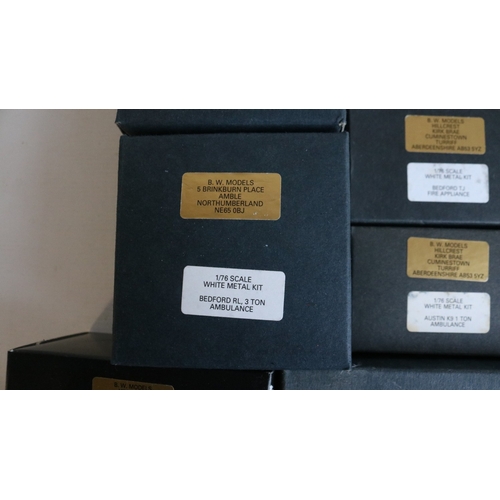 B. W. MODELS
5 BRINKBURN PLACE
AMBLE
NORTHUMBERLAND
NE65 0BJ
1/76 SCALE
WHITE METAL KIT
BEDFORD RL, 3 TON
AMBULANCE
B. W. MODELS
HILLCREST
KIRK BRAE
CUMINESTOWN
TURRIFF
ABERDEENSHIRE AB53 5YZ
1/76 SCALE
WHITE METAL KIT
BEDFORD TJ
FIRE APPLIANCE
B. W. MODELS
HILLCREST
KIRK BRAE
CUMINESTOWN
TURRIFF
ABERDEENSHIRE AB53 5YZ
1/76 SCALE
WHITE METAL KIT
AUSTIN K9 1 TON
AMBULANCE
B. W. MODELS